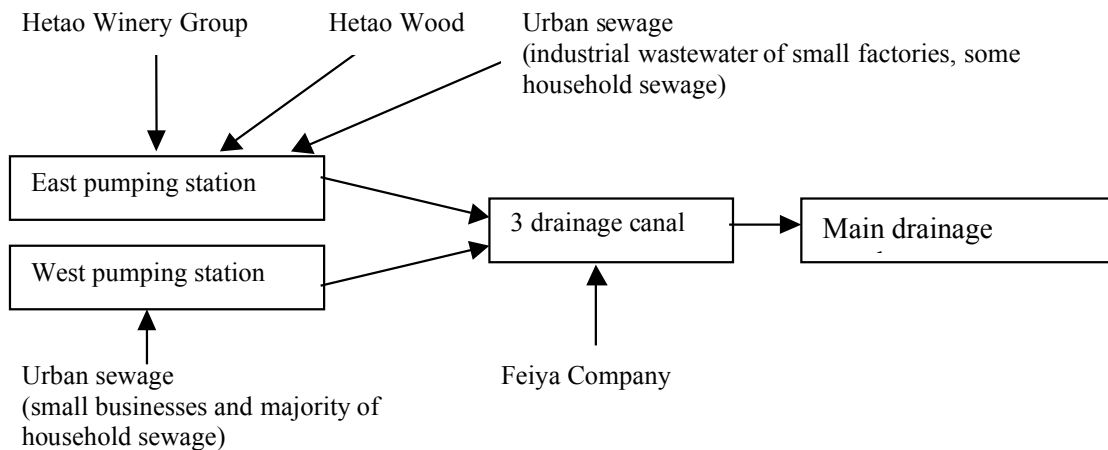 Hetao Winery Group
Hetao Wood
Urban sewage
(industrial wastewater of small factories, some
household sewage)
East pumping station
3 drainage canal
Main drainage
West pumping station
Urban sewage
(small businesses and majority of
household sewage)
Feiya Company